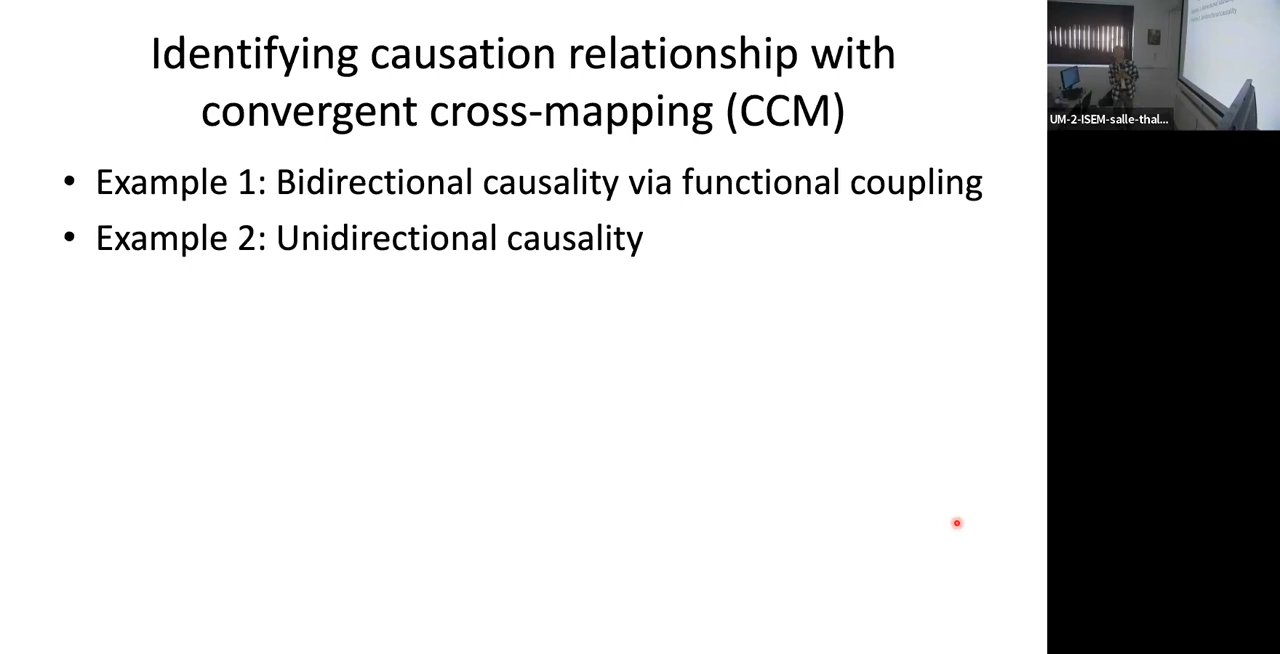 Identifying causation relationship with
convergent cross-mapping (CCM)
• Example 1: Bidirectional causality via functional coupling
• Example 2: Unidirectional causality
UM-2-ISEM-salle-thal...